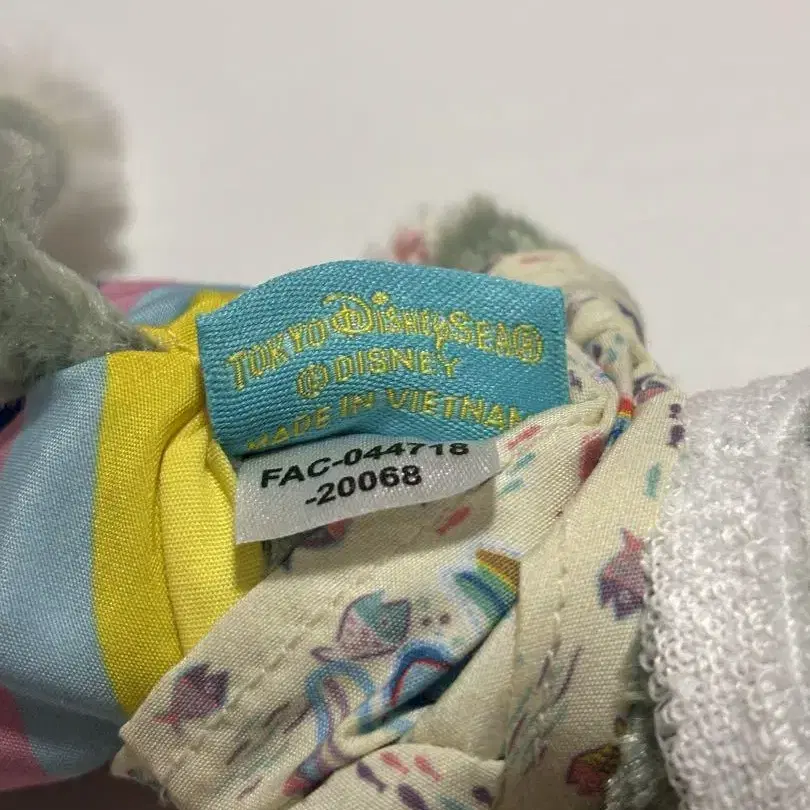 TOKYO DISNEYSEA®
©DISNEY
MADE IN VIETNAM
FAC-044718
-20068